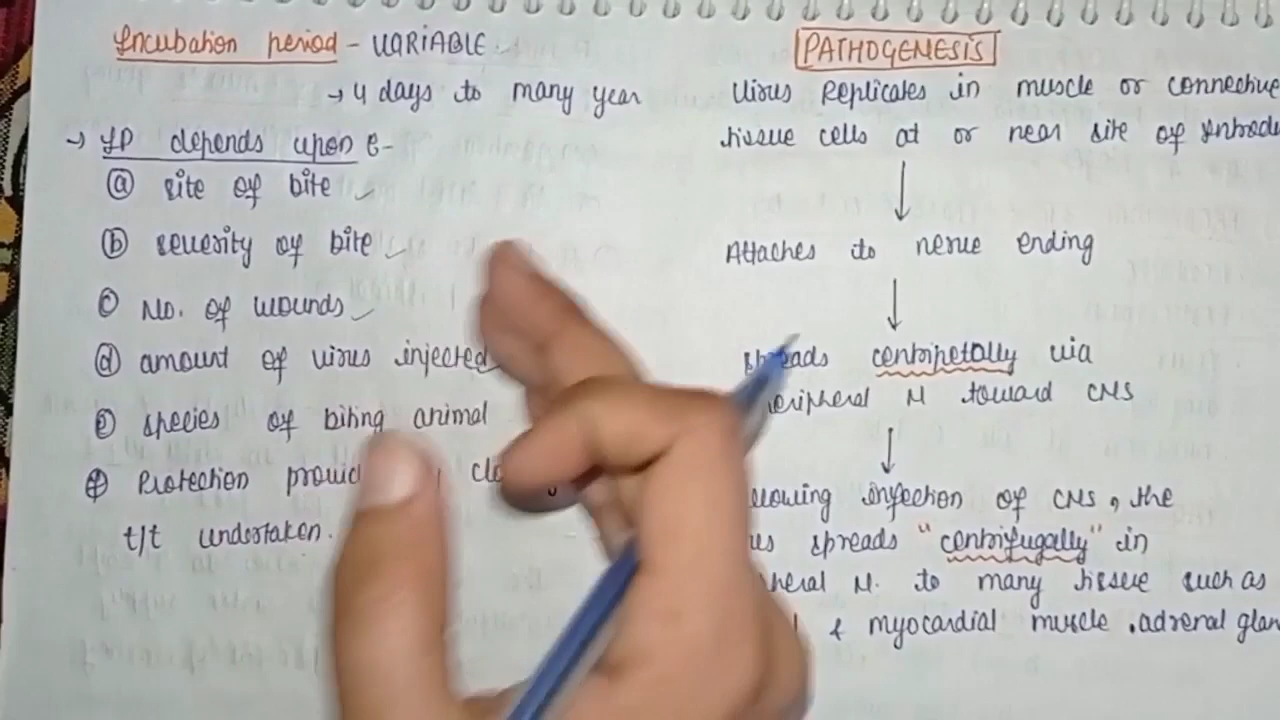 Incubation period - VARIABLE
→ 4 days to many year
→ IP depends upon :-
ⓐ site of bite
ⓑ severity of bite
ⓒ No. of wounds
ⓓ amount of virus injected
ⓔ species of biting animal
ⓕ Protection
t/t undertaken.
PATHOGENESIS
Virus Replicates in muscle or connective
tissue cells at or near site of
↓
Attaches to nerve ending
↓
spreads centripetally via
peripheral N toward CNS
↓
infection of CNS, the
spreads "centrifugally" in
N. to many tissue such as
& myocardial muscle, adrenal